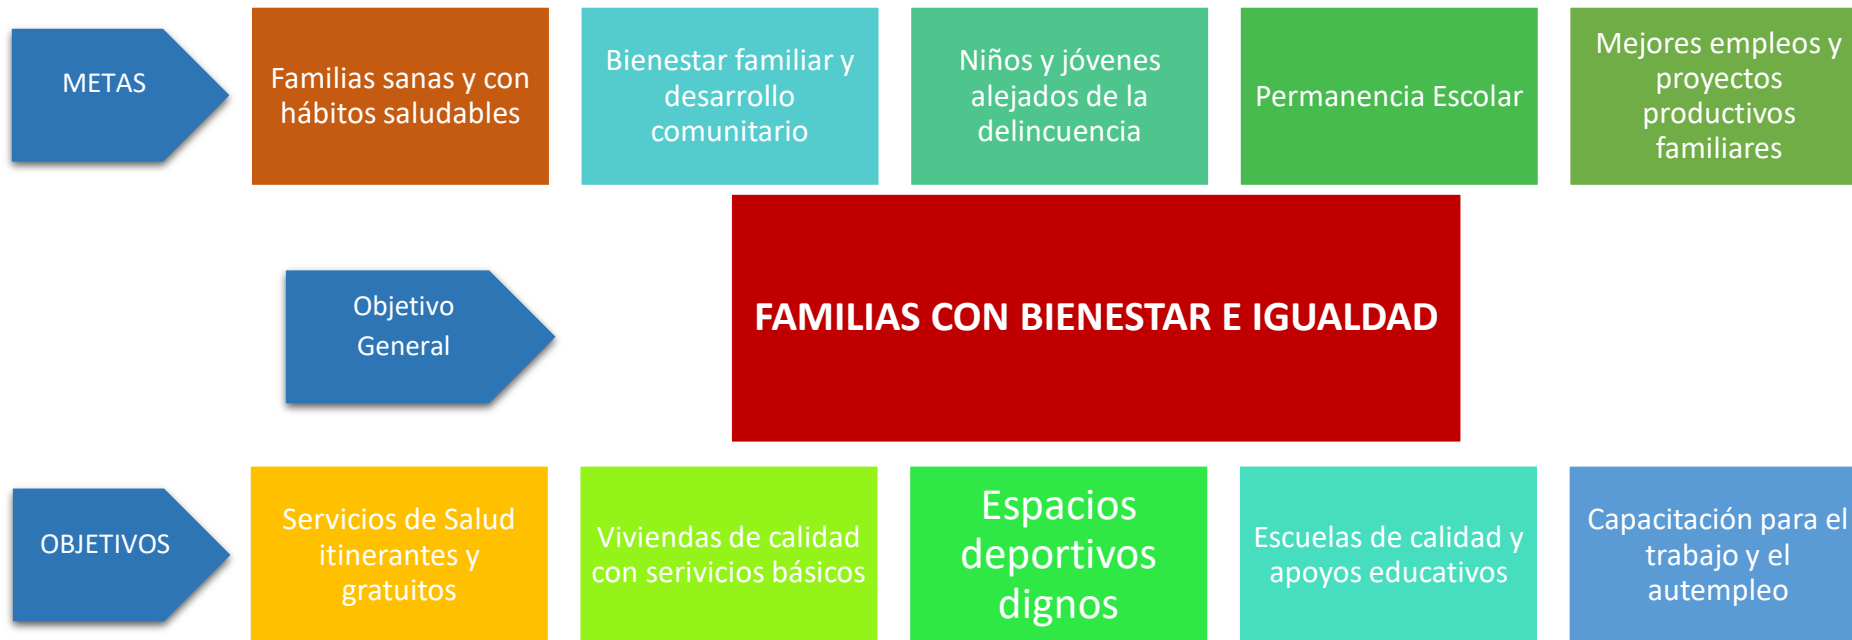 METAS
Familias sanas y con
hábitos saludables
Bienestar familiar y
desarrollo
comunitario
Niños y jóvenes
alejados de la
delincuencia
Permanencia Escolar
Mejores empleos y
proyectos
productivos
familiares
Objetivo
General
FAMILIAS CON BIENESTAR E IGUALDAD
OBJETIVOS
Servicios de Salud
itinerantes y
gratuitos
Viviendas de calidad
con serivicios básicos
Espacios
deportivos
dignos
Escuelas de calidad y
apoyos educativos
Capacitación para el
trabajo y el
autempleo